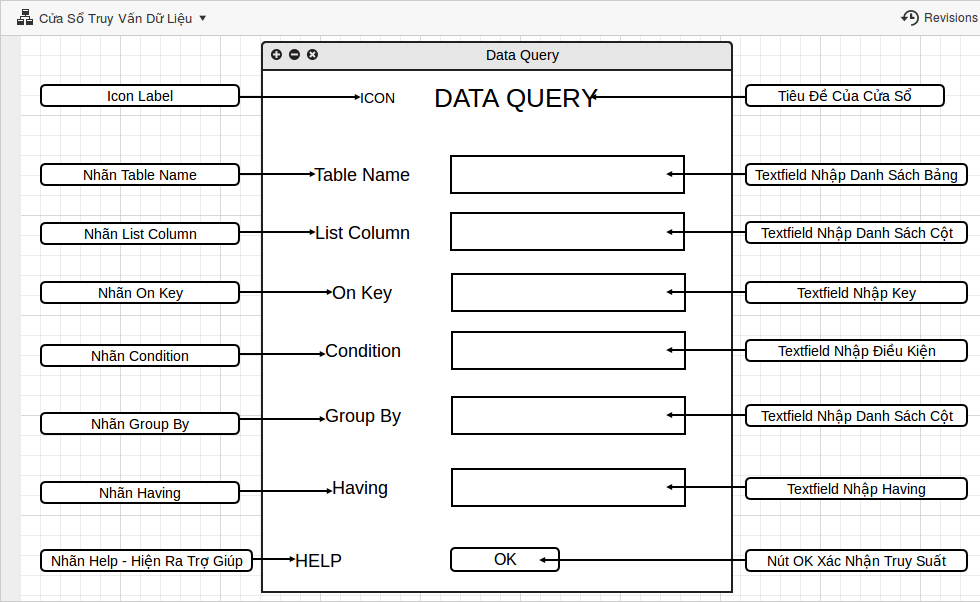 Cửa Sổ Truy Vấn Dữ Liệu
Revisions
Data Query
Icon Label
ICON
DATA QUERY
Tiêu Đề Của Cửa Sổ
Nhãn Table Name
Table Name
Textfield Nhập Danh Sách Bảng
Nhãn List Column
List Column
Textfield Nhập Danh Sách Cột
Nhãn On Key
On Key
Textfield Nhập Key
Nhãn Condition
Condition
Textfield Nhập Điều Kiện
Nhãn Group By
Group By
Textfield Nhập Danh Sách Cột
Nhãn Having
Having
Textfield Nhập Having
Nhãn Help - Hiện Ra Trợ Giúp
HELP
OK
Nút OK Xác Nhận Truy Suất